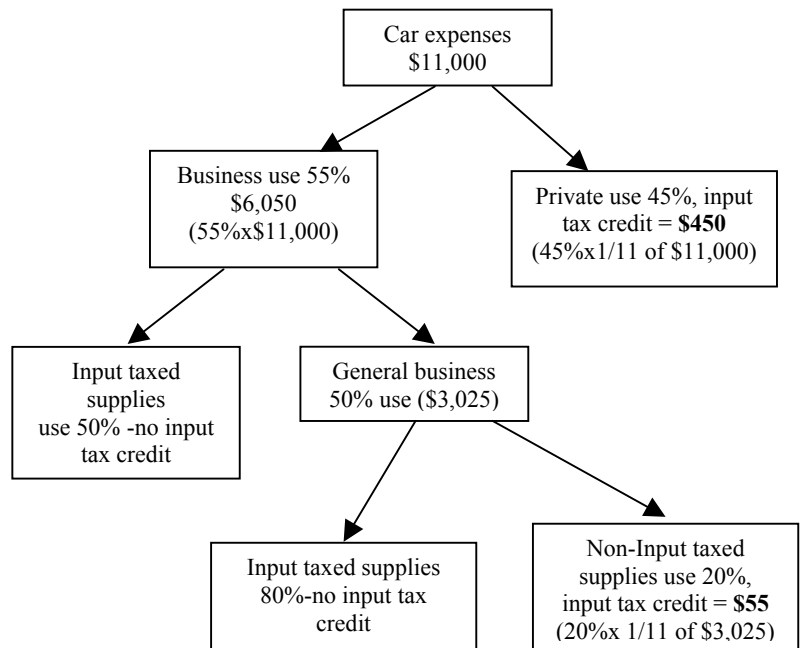 Car expenses
$11,000
Business use 55%
$6,050
(55%x$11,000)
Private use 45%, input
tax credit = $450
(45%x1/11 of $11,000)
Input taxed
supplies
use 50% -no input
tax credit
General business
50% use ($3,025)
Input taxed supplies
80%-no input tax
credit
Non-Input taxed
supplies use 20%,
input tax credit = $55
(20%x 1/11 of $3,025)